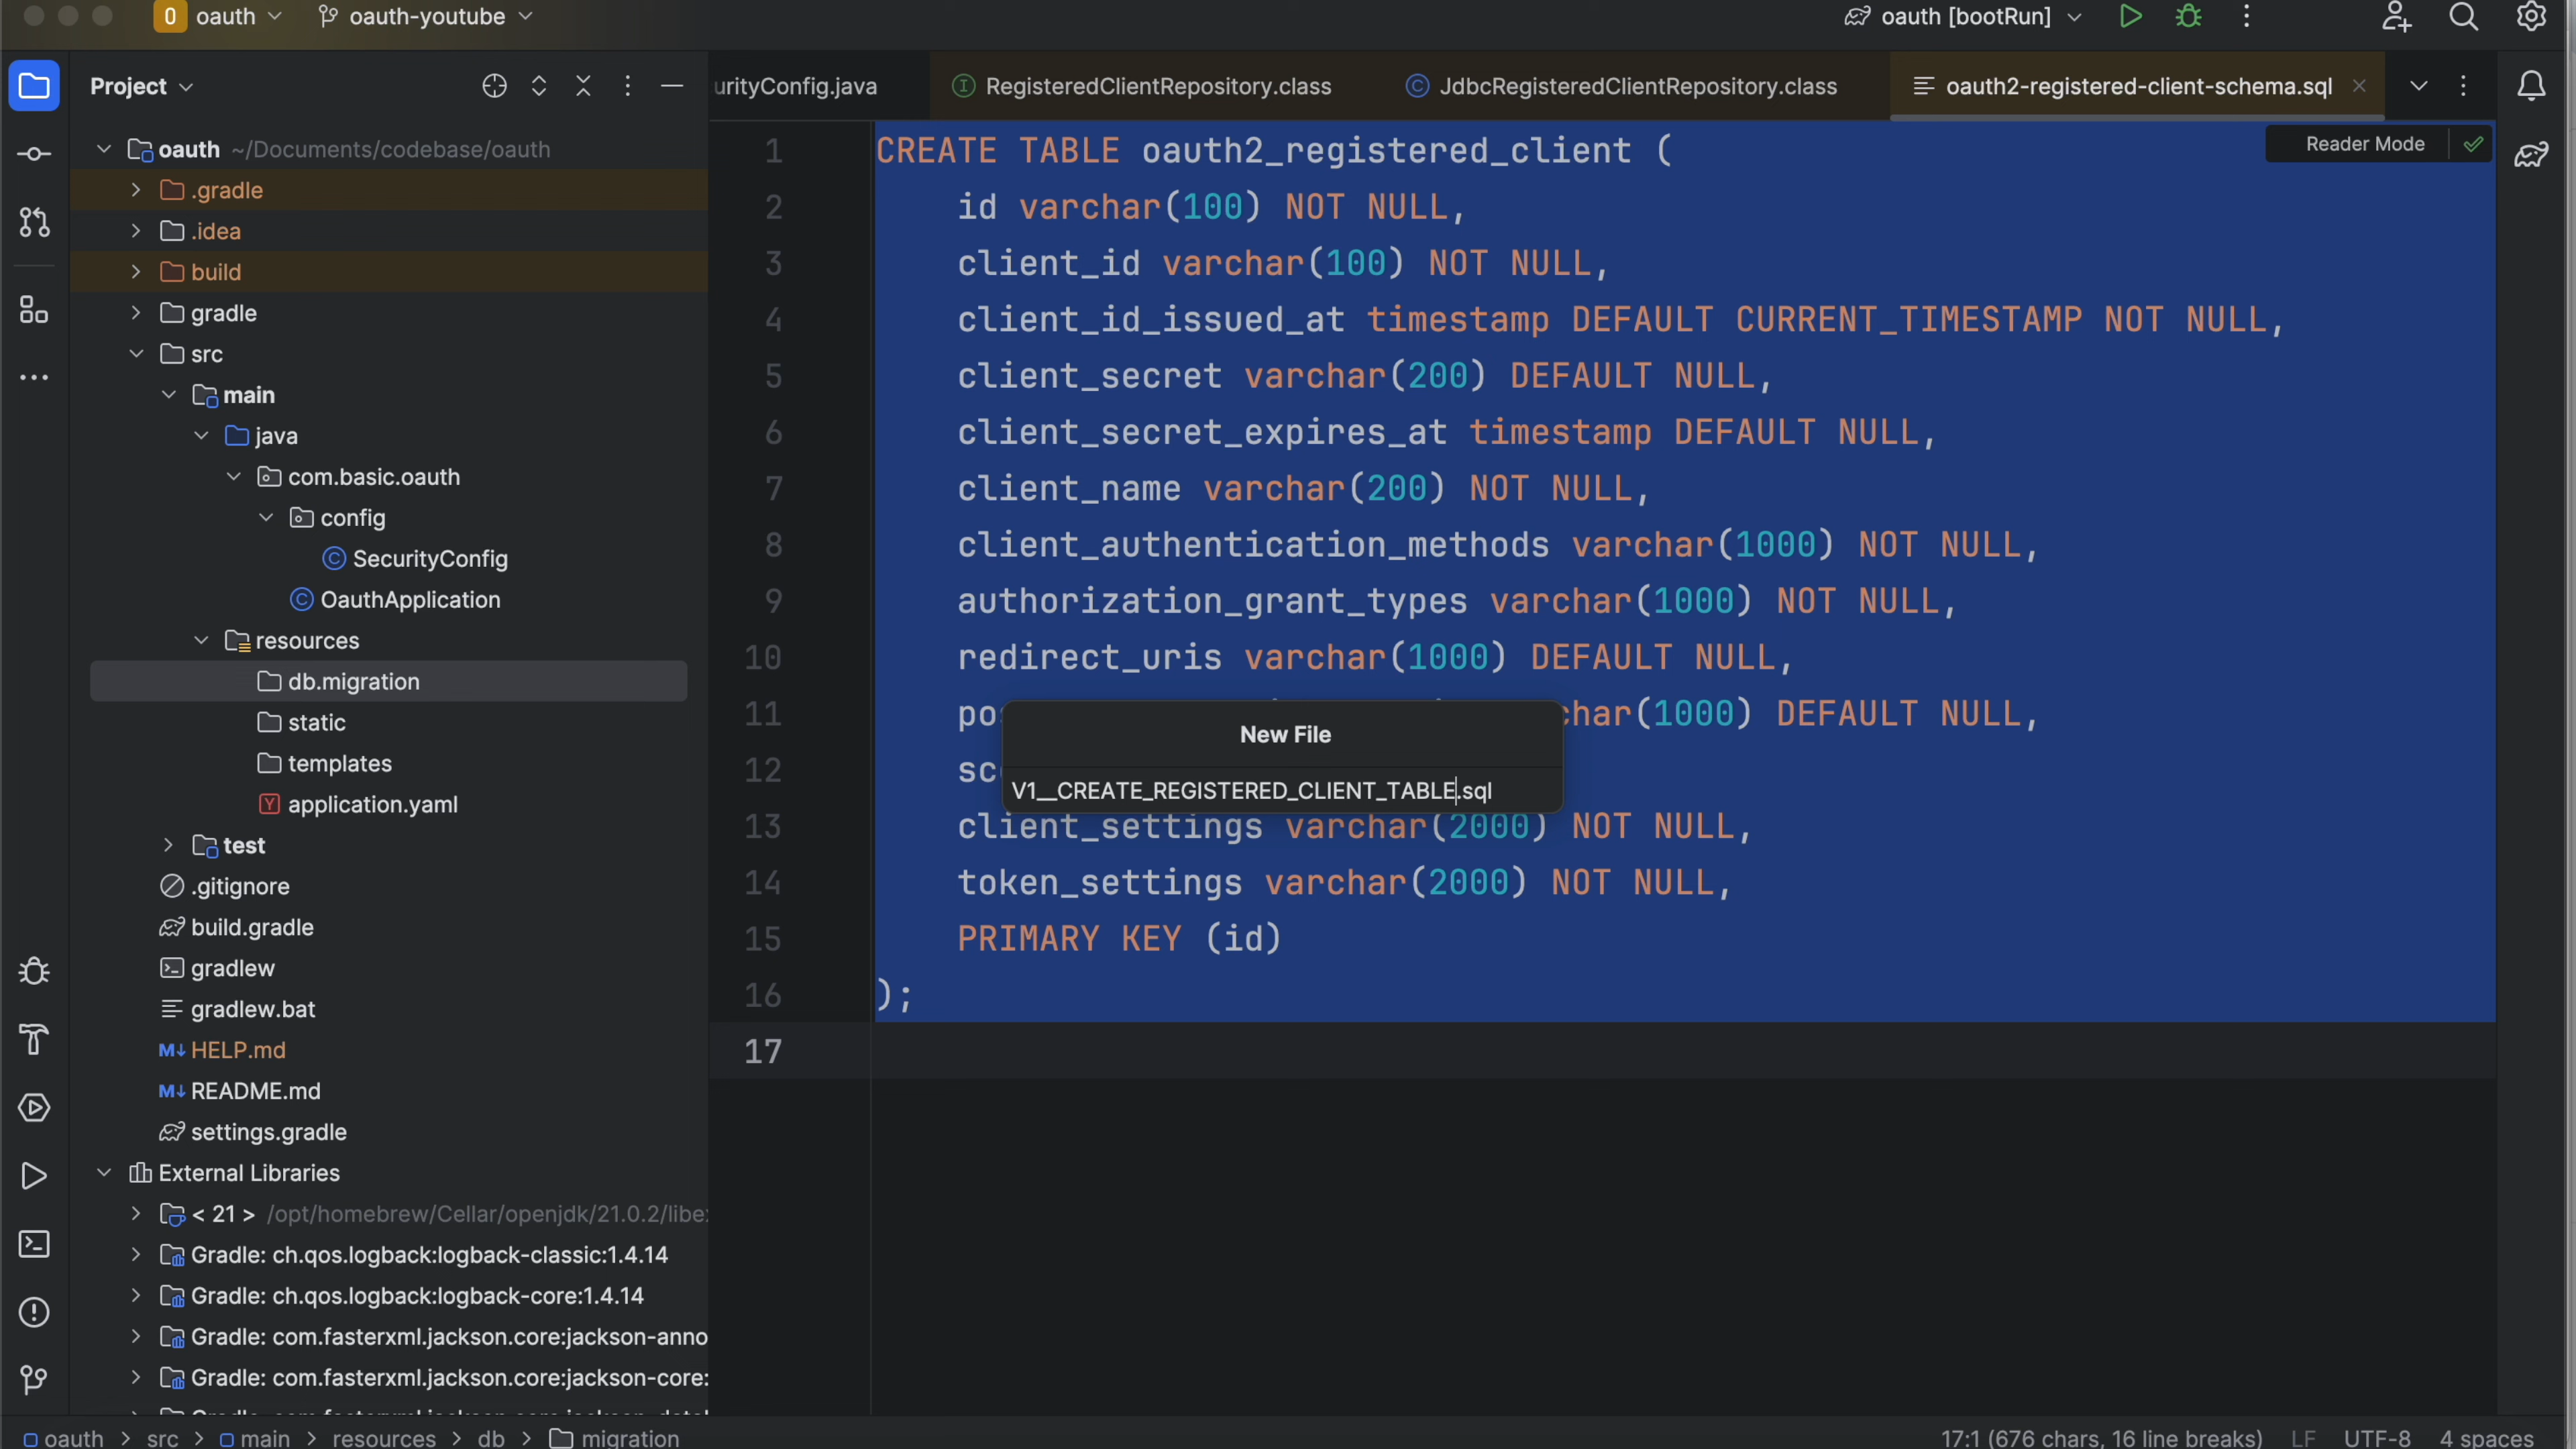 O oauth oauth-youtube oauth [bootRun]
Project
urityConfig.java RegisteredClientRepository.class JdbcRegisteredClientRepository.class oauth2-registered-client-schema.sql
oauth ~/Documents/codebase/oauth
.gradle
.idea
build
gradle
src
main
java
com.basic.oauth
config
SecurityConfig
OauthApplication
resources
db.migration
static
templates
application.yaml
test
.gitignore
build.gradle
gradlew
gradlew.bat
HELP.md
README.md
settings.gradle
External Libraries
< 21 > /opt/homebrew/Cellar/openjdk/21.0.2/libe
Gradle: ch.qos.logback:logback-classic:1.4.14
Gradle: ch.qos.logback:logback-core:1.4.14
Gradle: com.fasterxml.jackson.core:jackson-anno
Gradle: com.fasterxml.jackson.core:jackson-core:
Reader Mode
1 CREATE TABLE oauth2_registered_client (
2 id varchar(100) NOT NULL,
3 client_id varchar(100) NOT NULL,
4 client_id_issued_at timestamp DEFAULT CURRENT_TIMESTAMP NOT NULL,
5 client_secret varchar(200) DEFAULT NULL,
6 client_secret_expires_at timestamp DEFAULT NULL,
7 client_name varchar(200) NOT NULL,
8 client_authentication_methods varchar(1000) NOT NULL,
9 authorization_grant_types varchar(1000) NOT NULL,
10 redirect_uris varchar(1000) DEFAULT NULL,
11 pos char(1000) DEFAULT NULL,
12 sc
13 client_settings varchar(2000) NOT NULL,
14 token_settings varchar(2000) NOT NULL,
15 PRIMARY KEY (id)
16 );
17
New File
V1__CREATE_REGISTERED_CLIENT_TABLE.sql
oauth > src > main > resources > db > migration
17:1 (676 chars, 16 line breaks) LF UTF-8 4 spaces